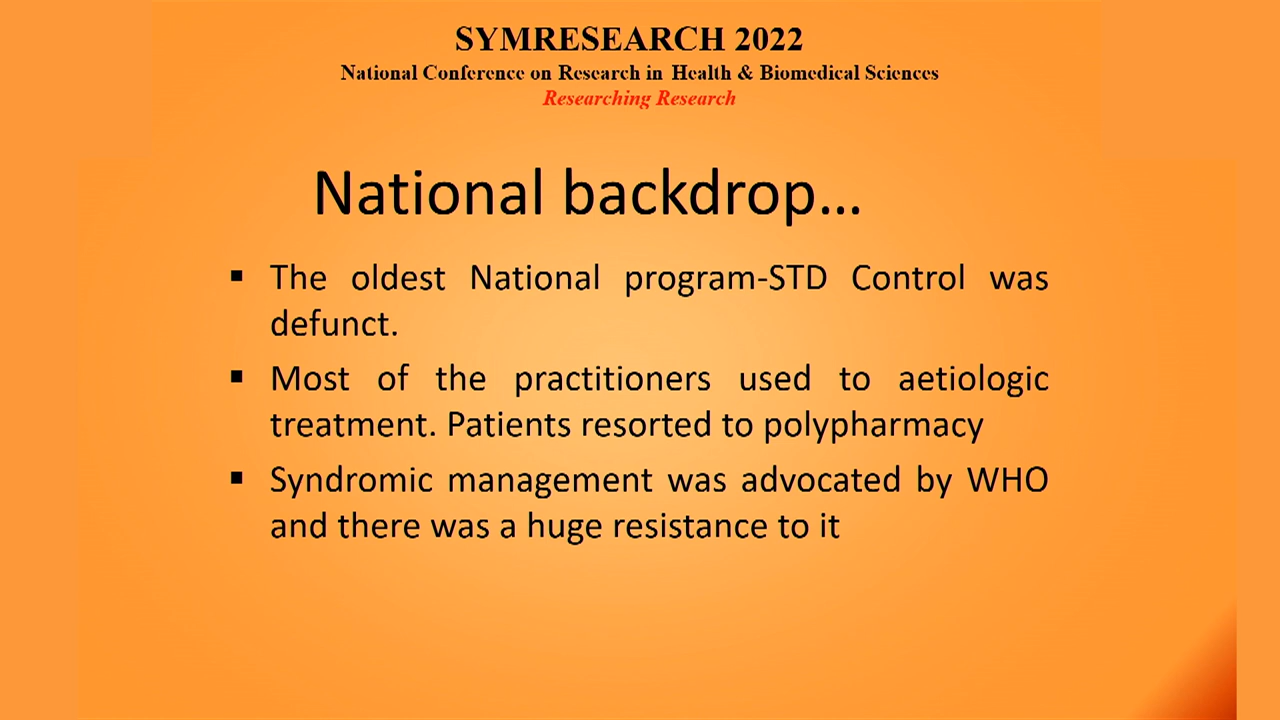 SYMRESEARCH 2022
National Conference on Research in Health & Biomedical Sciences
Researching Research
National backdrop...
▪ The oldest National program-STD Control was
defunct.
▪ Most of the practitioners used to aetiologic
treatment. Patients resorted to polypharmacy
▪ Syndromic management was advocated by WHO
and there was a huge resistance to it